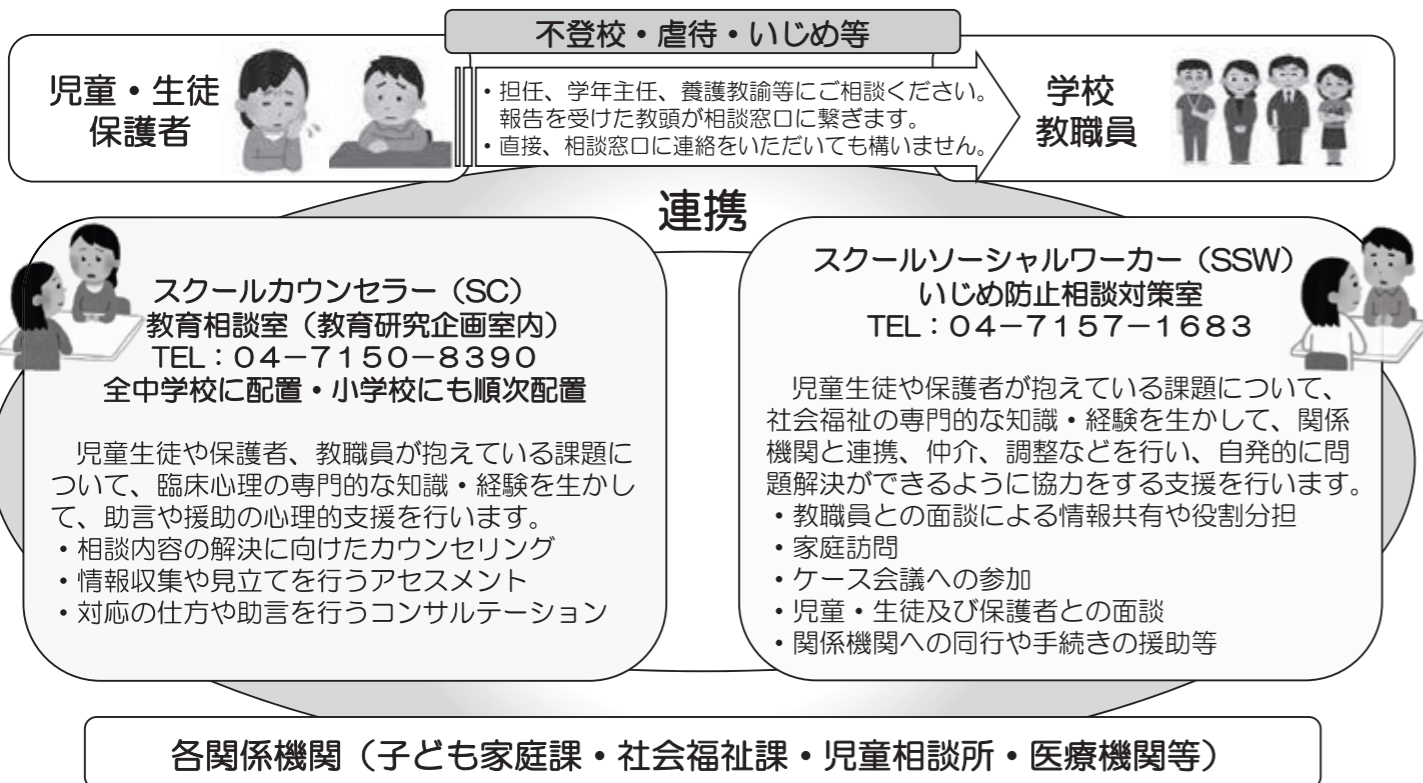 不登校・虐待・いじめ等
児童・生徒
保護者
・担任、学年主任、養護教諭等にご相談ください。
報告を受けた教頭が相談窓口に繋ぎます。
・直接、相談窓口に連絡をいただいても構いません。
学校
教職員
連携
スクールカウンセラー（SC）
教育相談室（教育研究企画室内）
TEL：０４－７１５０－８３９０
全中学校に配置・小学校にも順次配置
児童生徒や保護者、教職員が抱えている課題に
ついて、臨床心理の専門的な知識・経験を生かし
て、助言や援助の心理的支援を行います。
・相談内容の解決に向けたカウンセリング
・情報収集や見立てを行うアセスメント
・対応の仕方や助言を行うコンサルテーション
スクールソーシャルワーカー（SSW）
いじめ防止相談対策室
TEL：０４－７１５７－１６８３
児童生徒や保護者が抱えている課題について、
社会福祉の専門的な知識・経験を生かして、関係
機関と連携、仲介、調整などを行い、自発的に問
題解決ができるように協力をする支援を行います。
・教職員との面談による情報共有や役割分担
・家庭訪問
・ケース会議への参加
・児童・生徒及び保護者との面談
・関係機関への同行や手続きの援助等
各関係機関（子ども家庭課・社会福祉課・児童相談所・医療機関等）